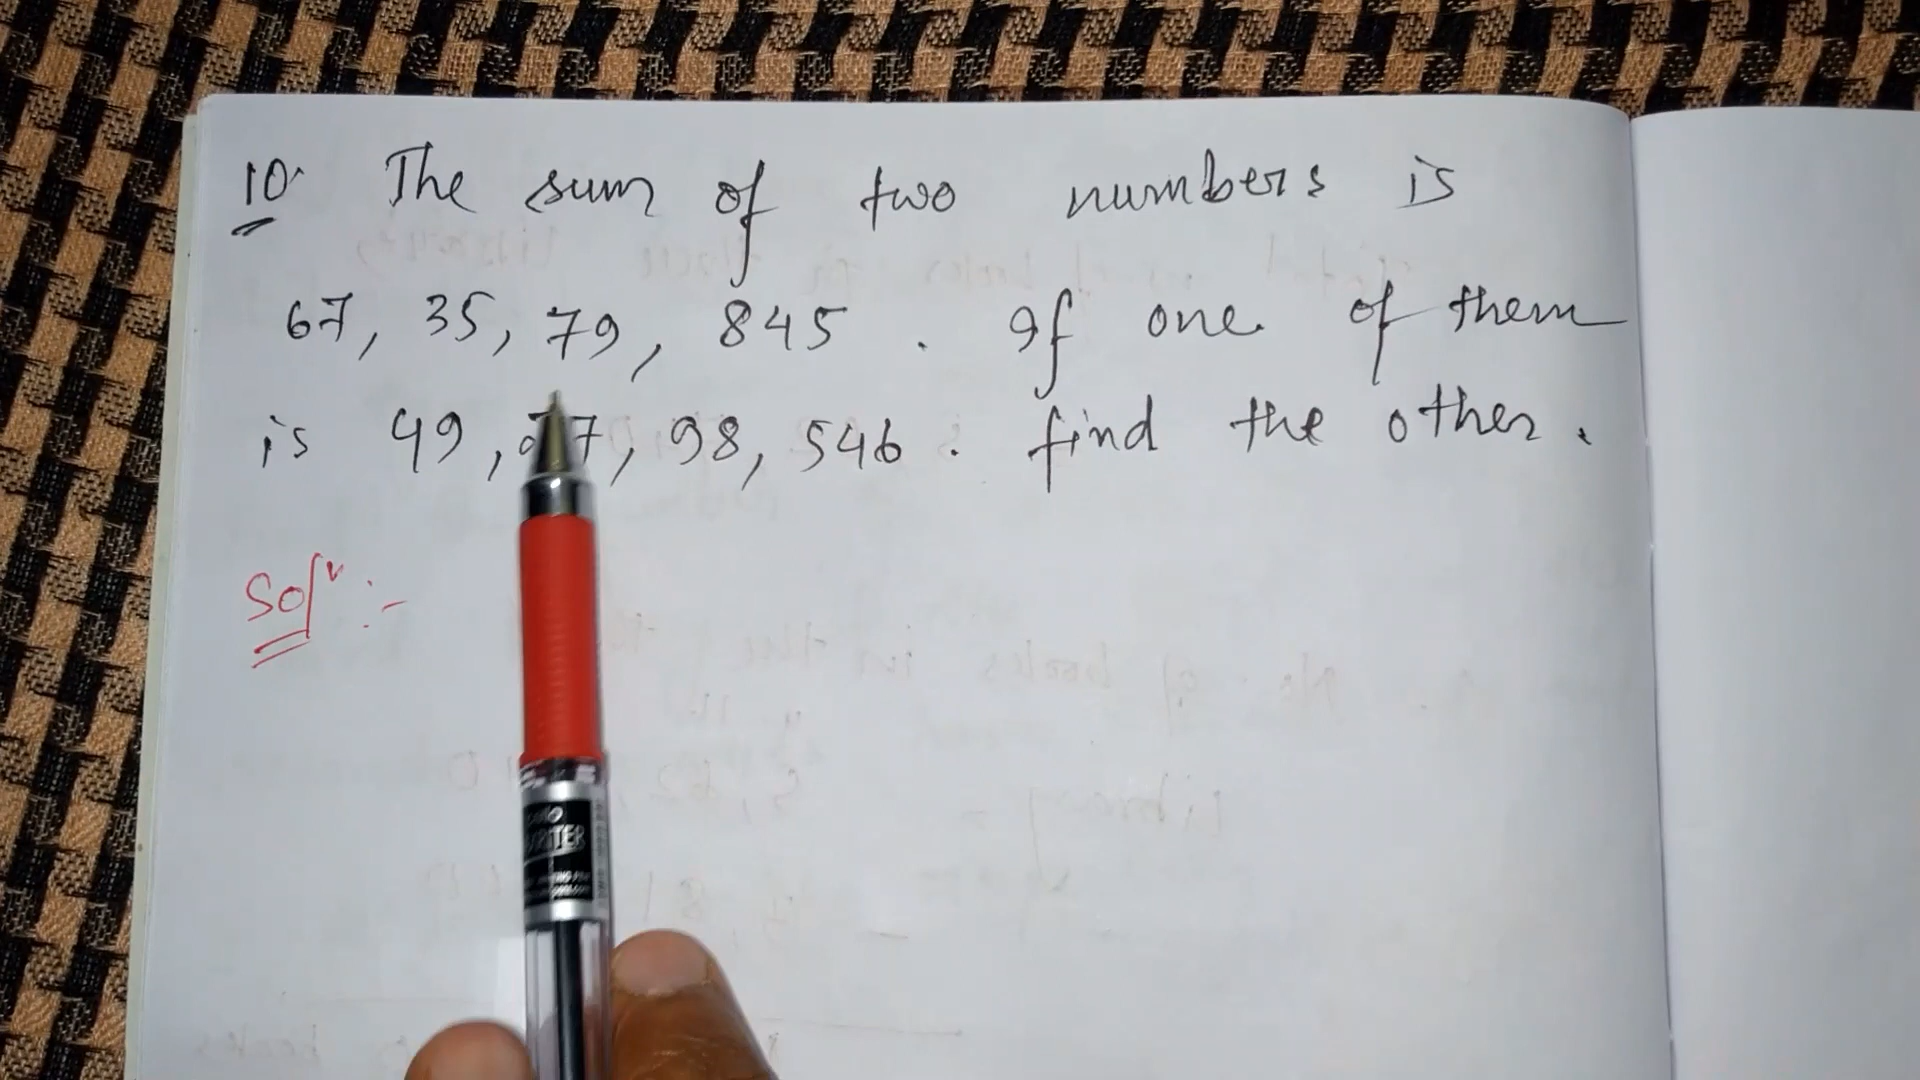 10. The sum of two numbers is
67, 35, 79, 845. If one of them
is 49, 98, 546. find the other.
Solⁿ :-